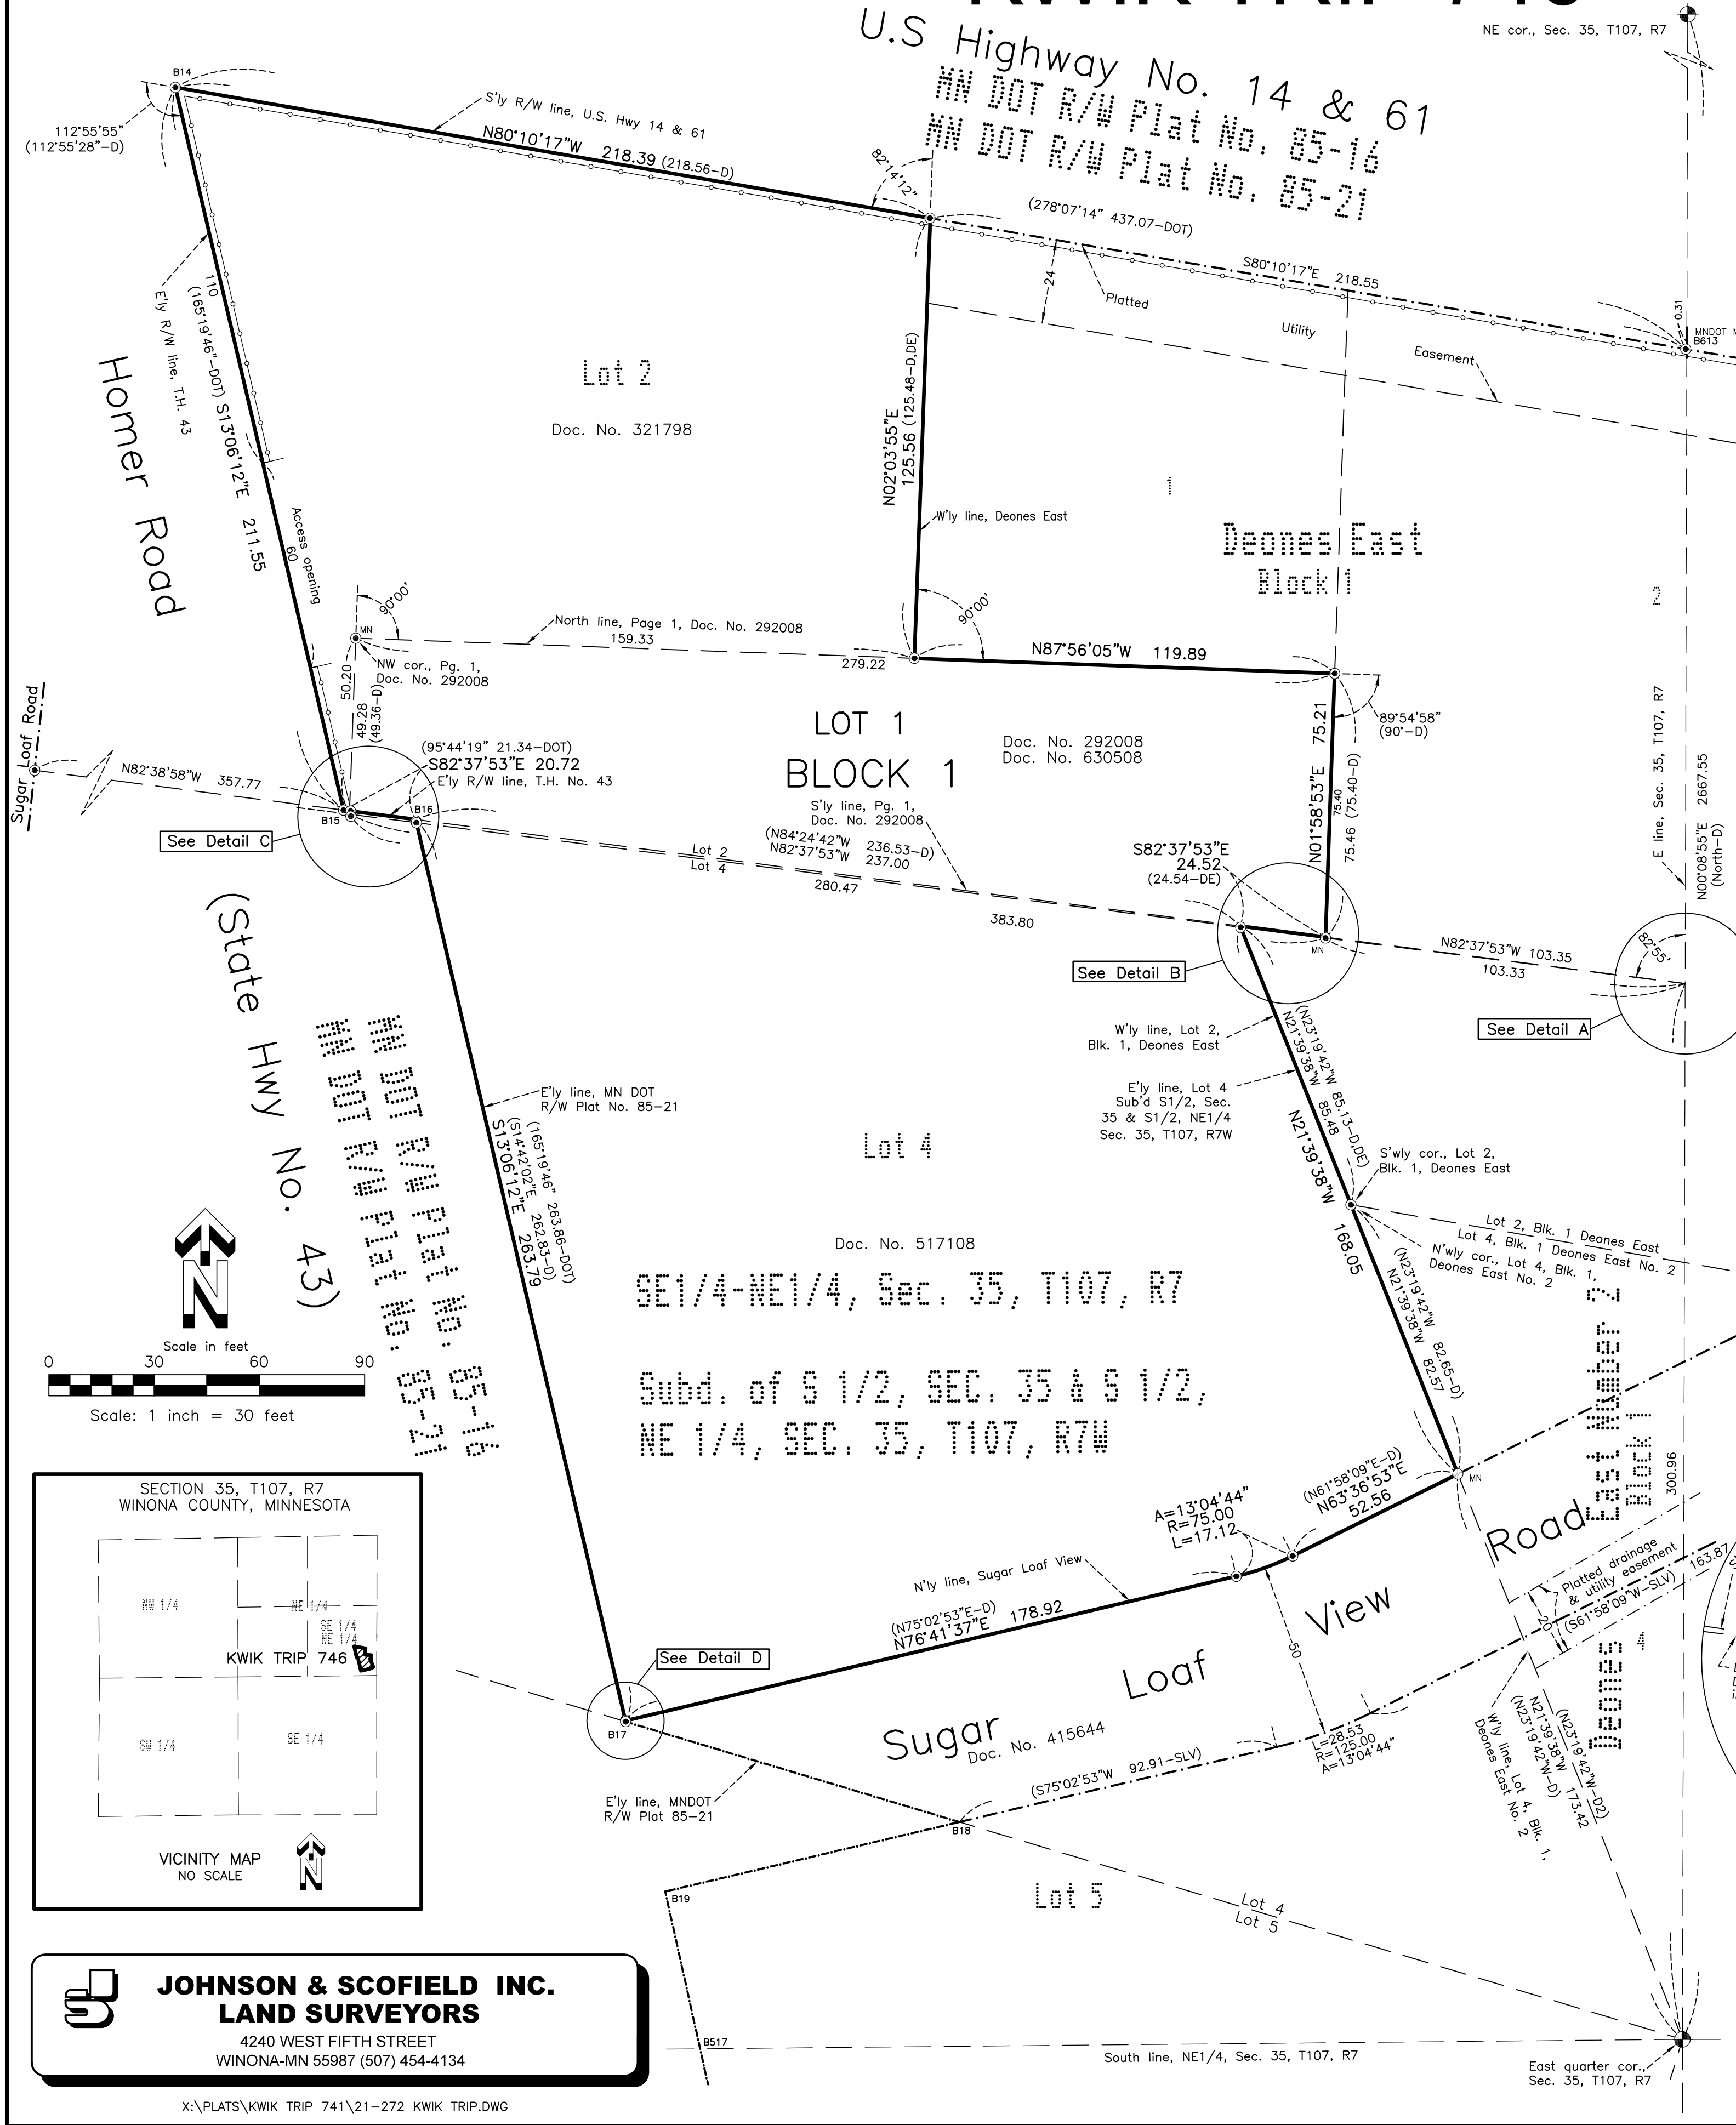 NE cor., Sec. 35, T107, R7
U.S Highway No. 14 & 61
MN DOT R/W Plat No. 85-16
MN DOT R/W Plat No. 85-21
B14
112°55'55"
(112°55'28"-D)
S'ly R/W line, U.S. Hwy 14 & 61
N80°10'17"W 218.39 (218.56-D)
82°14'12"
(278°07'14" 437.07-DOT)
S80°10'17"E 218.55
24
Platted
Utility
Easement
0.31
MNDOT
B613
110
(165°19'46"-DOT) S13°06'12"E 211.55
E'ly R/W line, T.H. 43
Homer Road
Access opening
60
Lot 2
Doc. No. 321798
N02°03'55"E
125.56 (125.48-D,DE)
W'ly line, Deones East
1
Deones East
Block 1
2
90°00'
MN
North line, Page 1, Doc. No. 292008
159.33
90°00'
279.22
N87°56'05"W 119.89
NW cor., Pg. 1,
Doc. No. 292008
50.20
49.28
(49.36-D)
Sugar Loaf Road
N82°38'58"W 357.77
(95°44'19" 21.34-DOT)
S82°37'53"E 20.72
E'ly R/W line, T.H. No. 43
B15
B16
See Detail C
LOT 1
BLOCK 1
Doc. No. 292008
Doc. No. 630508
S'ly line, Pg. 1,
Doc. No. 292008
(N84°24'42"W 236.53-D)
N82°37'53"W 237.00
Lot 2
Lot 4
280.47
383.80
89°54'58"
(90°-D)
N01°58'53"E 75.21
75.40
75.46 (75.40-D)
S82°37'53"E
24.52
(24.54-DE)
MN
See Detail B
E line, Sec. 35, T107, R7
N00°08'55"E 2667.55
(North-D)
82°55'
N82°37'53"W 103.35
103.33
See Detail A
(State Hwy No. 43)
MN DOT R/W Plat No. 85-16
MN DOT R/W Plat No. 85-21
W'ly line, Lot 2,
Blk. 1, Deones East
E'ly line, Lot 4
Sub'd S1/2, Sec.
35 & S1/2, NE1/4
Sec. 35, T107, R7W
(N23°19'42"W 85.13-D,DE)
N21°39'38"W 85.48
N21°39'38"W 168.05
S'wly cor., Lot 2,
Blk. 1, Deones East
Lot 2, Blk. 1 Deones East
Lot 4, Blk. 1 Deones East No. 2
N'wly cor., Lot 4, Blk. 1,
Deones East No. 2
(N23°19'42"W 82.65-D)
N21°39'38"W 82.57
E'ly line, MN DOT
R/W Plat No. 85-21
(165°19'46" 263.86-DOT)
(S14°42'02"E 262.83-D)
S13°06'12"E 263.79
Lot 4
Doc. No. 517108
SE1/4-NE1/4, Sec. 35, T107, R7
Subd. of S 1/2, SEC. 35 & S 1/2,
NE 1/4, SEC. 35, T107, R7W
N
Scale in feet
0 30 60 90
Scale: 1 inch = 30 feet
SECTION 35, T107, R7
WINONA COUNTY, MINNESOTA
NW 1/4
NE 1/4
SE 1/4
NE 1/4
KWIK TRIP 746
SW 1/4
SE 1/4
VICINITY MAP
NO SCALE
N
A=13°04'44"
R=75.00
L=17.12
(N61°58'09"E-D)
N63°36'53"E
52.56
MN
N'ly line, Sugar Loaf View
(N75°02'53"E-D)
N76°41'37"E 178.92
See Detail D
B17
Sugar Loaf View Road
Doc. No. 415644
50
L=28.53
R=125.00
A=13°04'44"
(S75°02'53"W 92.91-SLV)
E'ly line, MNDOT
R/W Plat 85-21
B18
B19
B517
Lot 5
Lot 4
Lot 5
Deones East Number 2
BLOCK 1
4
300.96
Platted drainage
& utility easement
20
163.87
(S61°58'09"W-SLV)
(N23°19'42"W-D2)
N21°39'38"W 173.42
(N23°19'42"W-D)
W'ly line, Lot 4, Blk. 1,
Deones East No. 2
South line, NE1/4, Sec. 35, T107, R7
East quarter cor.,
Sec. 35, T107, R7
JOHNSON & SCOFIELD INC.
LAND SURVEYORS
4240 WEST FIFTH STREET
WINONA-MN 55987 (507) 454-4134
X:\PLATS\KWIK TRIP 741\21-272 KWIK TRIP.DWG